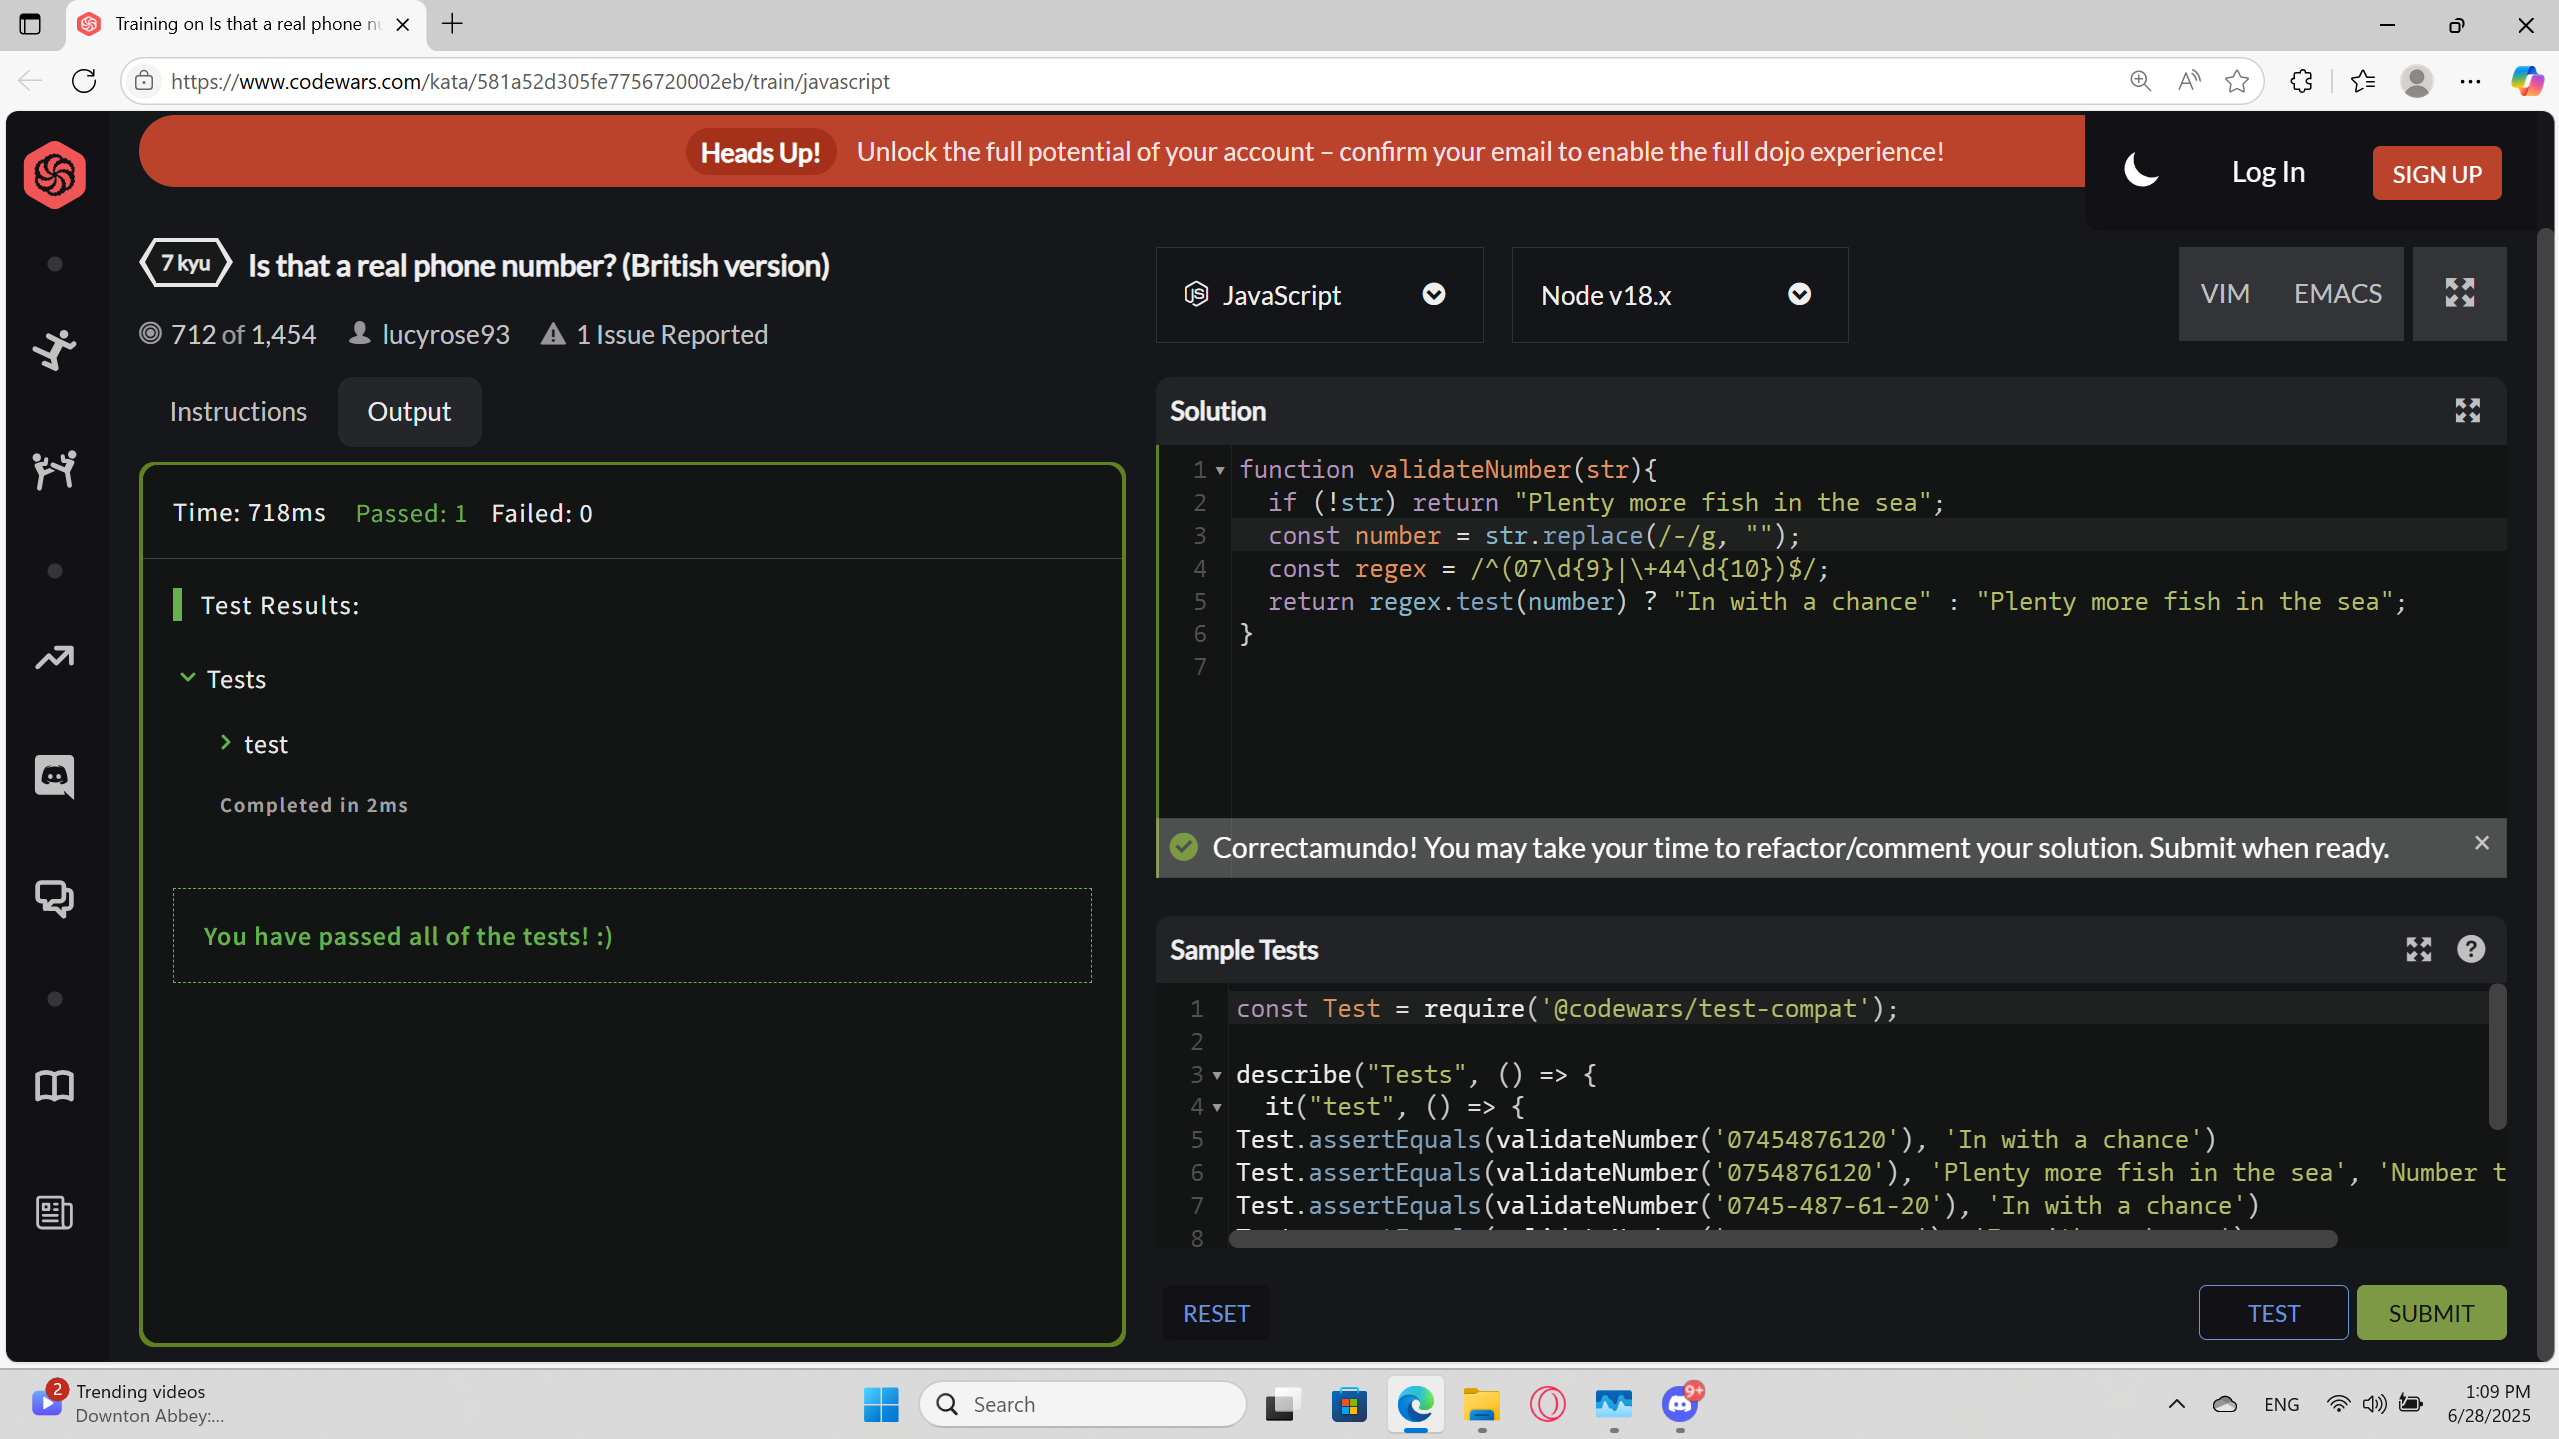 Training on Is that a real phone nu
https://www.codewars.com/kata/581a52d305fe7756720002eb/train/javascript
Heads Up! Unlock the full potential of your account – confirm your email to enable the full dojo experience!
Log In
SIGN UP
7 kyu
Is that a real phone number? (British version)
712 of 1,454
lucyrose93
1 Issue Reported
JavaScript
Node v18.x
VIM
EMACS
Instructions
Output
Time: 718ms Passed: 1 Failed: 0
Test Results:
Tests
test
Completed in 2ms
You have passed all of the tests! :)
Solution
1 function validateNumber(str){
2 if (!str) return "Plenty more fish in the sea";
3 const number = str.replace(/-/g, "");
4 const regex = /^(07\d{9}|\+44\d{10})$/;
5 return regex.test(number) ? "In with a chance" : "Plenty more fish in the sea";
6 }
7
Correctamundo! You may take your time to refactor/comment your solution. Submit when ready.
Sample Tests
1 const Test = require('@codewars/test-compat');
2
3 describe("Tests", () => {
4 it("test", () => {
5 Test.assertEquals(validateNumber('07454876120'), 'In with a chance')
6 Test.assertEquals(validateNumber('0754876120'), 'Plenty more fish in the sea', 'Number t
7 Test.assertEquals(validateNumber('0745-487-61-20'), 'In with a chance')
8
RESET
TEST
SUBMIT
2
Trending videos
Downton Abbey:...
Search
9+
ENG
1:09 PM
6/28/2025